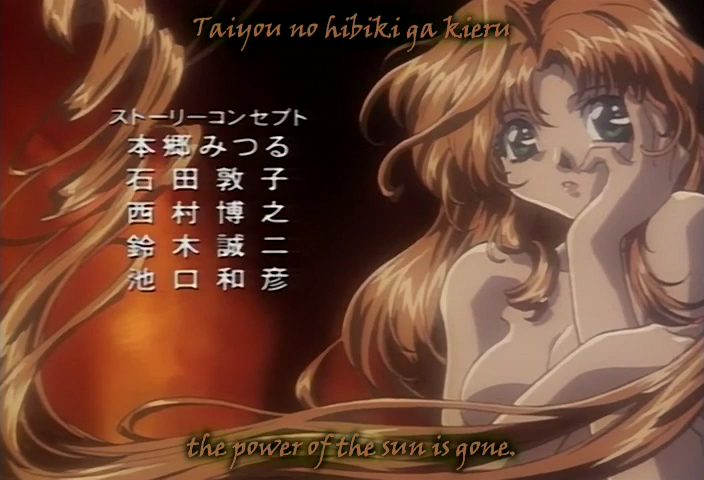 Taiyou no hibiki ga kieru
ストーリーコンセプト
本郷みつる
石田敦子
西村博之
鈴木誠二
池口和彦
the power of the sun is gone.